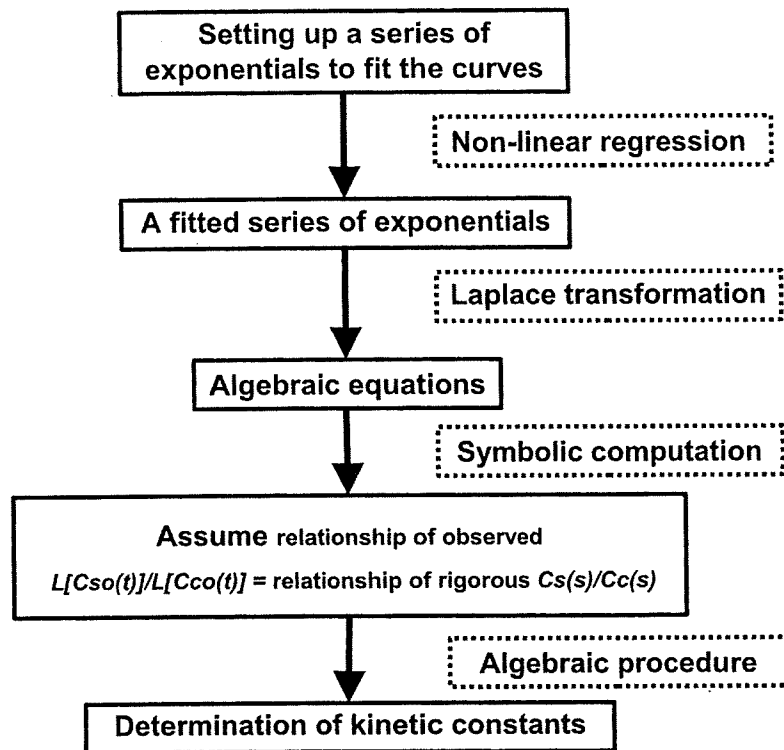 Setting up a series of
exponentials to fit the curves
Non-linear regression
A fitted series of exponentials
Laplace transformation
Algebraic equations
Symbolic computation
Assume relationship of observed
L[Cso(t)]/L[Cco(t)] = relationship of rigorous Cs(s)/Cc(s)
Algebraic procedure
Determination of kinetic constants